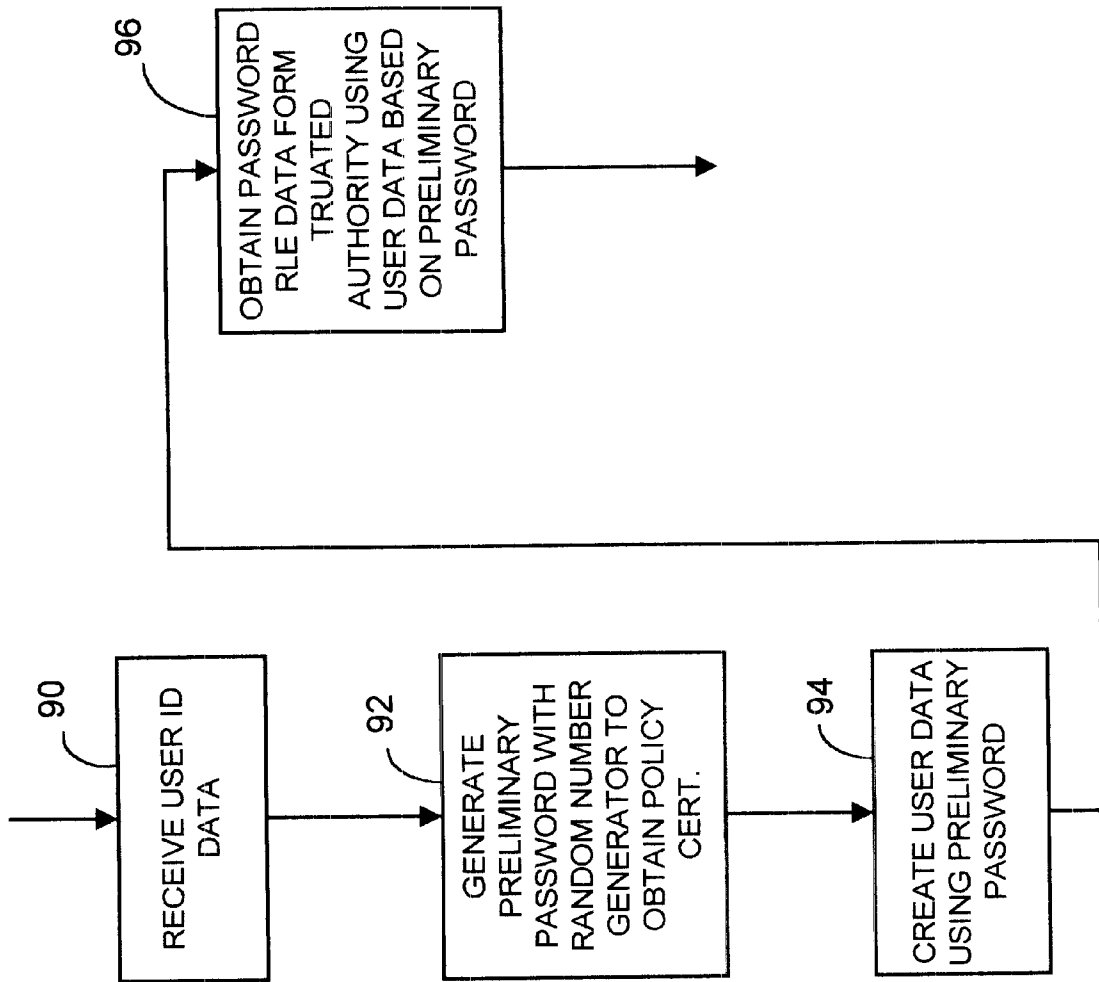 90
RECEIVE USER ID
DATA
92
GENERATE
PRELIMINARY
PASSWORD WITH
RANDOM NUMBER
GENERATOR TO
OBTAIN POLICY
CERT.
94
CREATE USER DATA
USING PRELIMINARY
PASSWORD
96
OBTAIN PASSWORD
RLE DATA FORM
TRUATED
AUTHORITY USING
USER DATA BASED
ON PRELIMINARY
PASSWORD